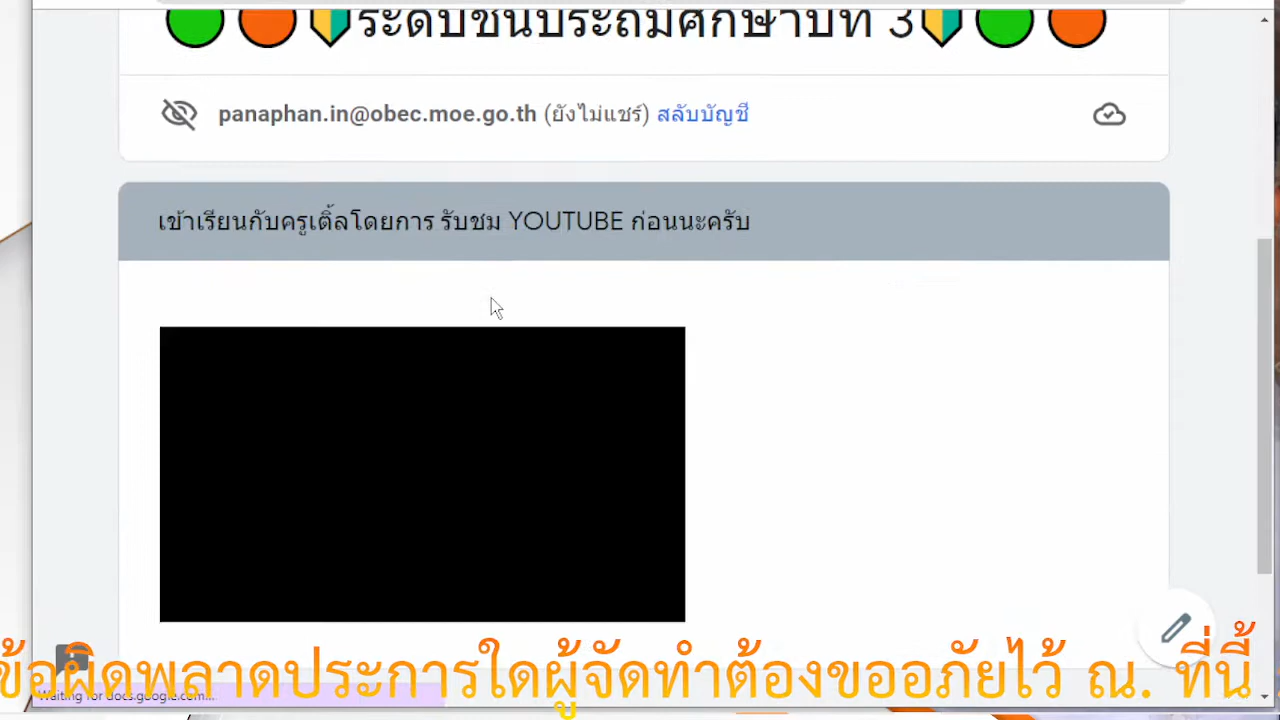 ระดับชั้นประถมศึกษาปีที่ 3
panaphan.in@obec.moe.go.th (ยังไม่แชร์) สลับบัญชี
เข้าเรียนกับครูเติ้ลโดยการ รับชม YOUTUBE ก่อนนะครับ
ข้อผิดพลาดประการใดผู้จัดทำต้องขออภัยไว้ ณ. ที่นี้
Waiting for docs.google.com...